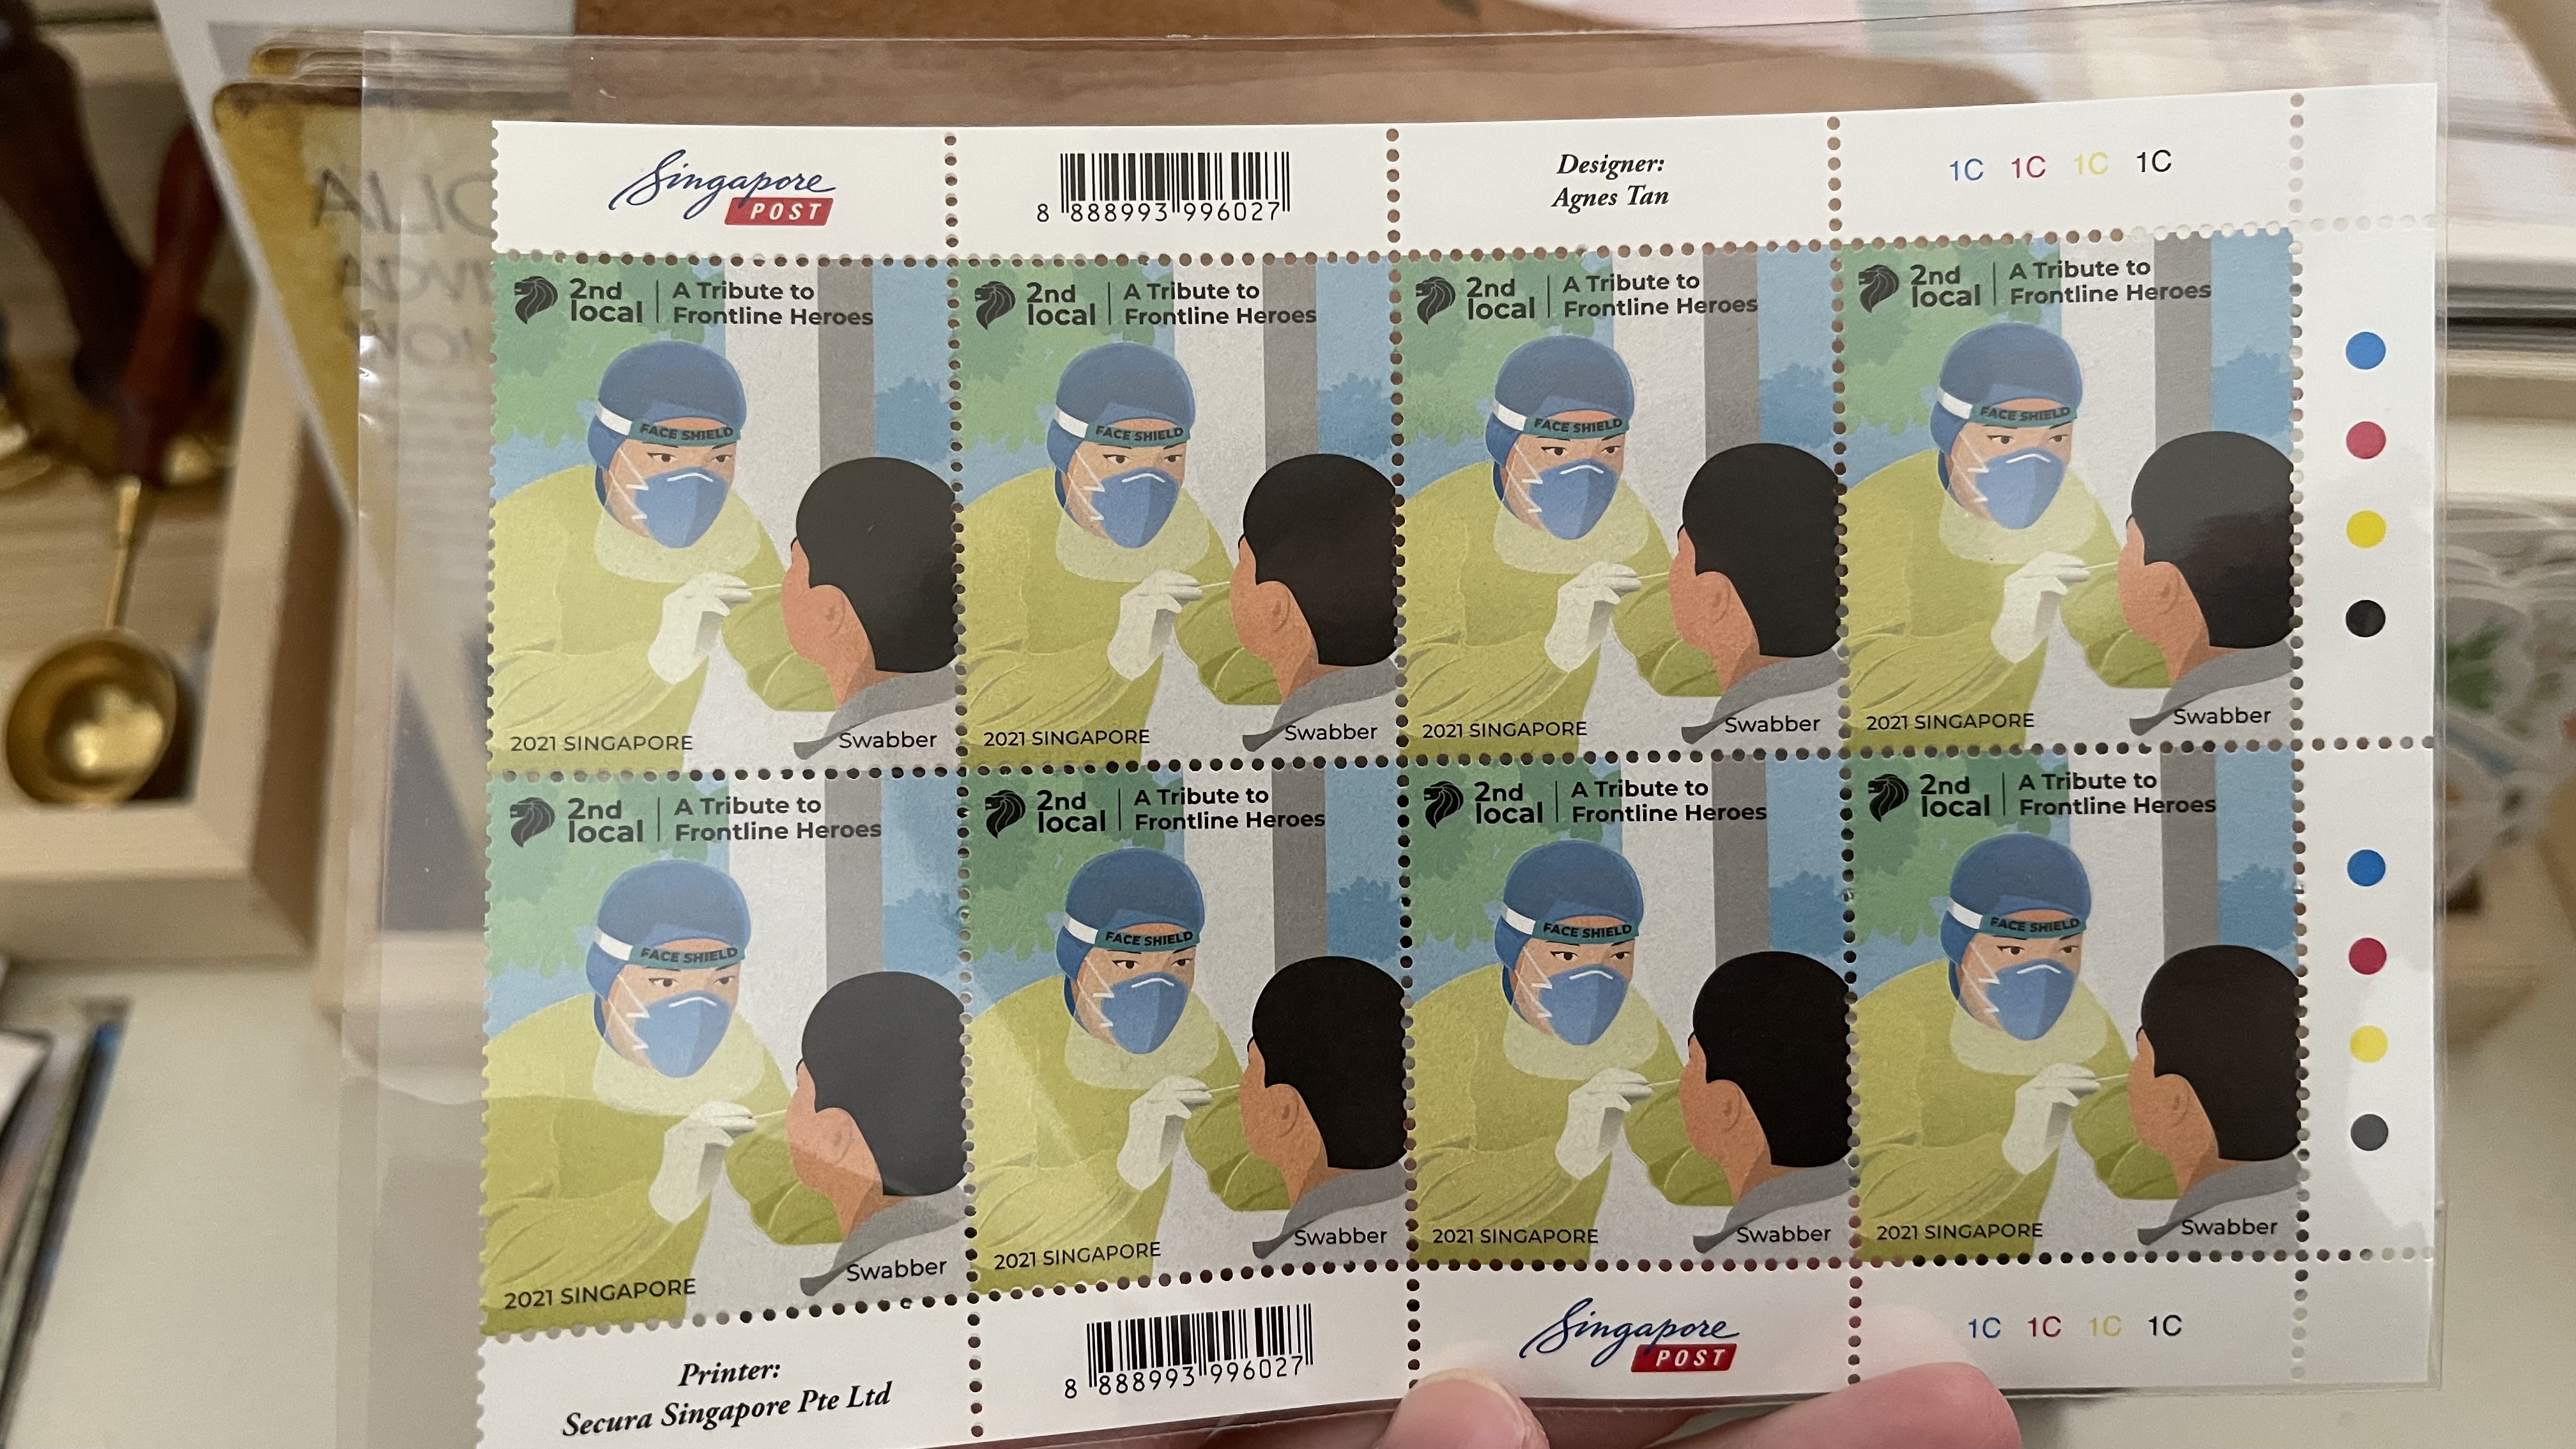 Singapore
POST
8 888993 996027
Designer:
Agnes Tan
1C 1C 1C 1C
2nd local
A Tribute to
Frontline Heroes
FACE SHIELD
2021 SINGAPORE
Swabber
2nd local
A Tribute to
Frontline Heroes
FACE SHIELD
2021 SINGAPORE
Swabber
2nd local
A Tribute to
Frontline Heroes
FACE SHIELD
2021 SINGAPORE
Swabber
2nd local
A Tribute to
Frontline Heroes
FACE SHIELD
2021 SINGAPORE
Swabber
2nd local
A Tribute to
Frontline Heroes
FACE SHIELD
2021 SINGAPORE
Swabber
2nd local
A Tribute to
Frontline Heroes
FACE SHIELD
2021 SINGAPORE
Swabber
2nd local
A Tribute to
Frontline Heroes
FACE SHIELD
2021 SINGAPORE
Swabber
2nd local
A Tribute to
Frontline Heroes
FACE SHIELD
2021 SINGAPORE
Swabber
Printer:
Secura Singapore Pte Ltd
8 888993 996027
Singapore
POST
1C 1C 1C 1C